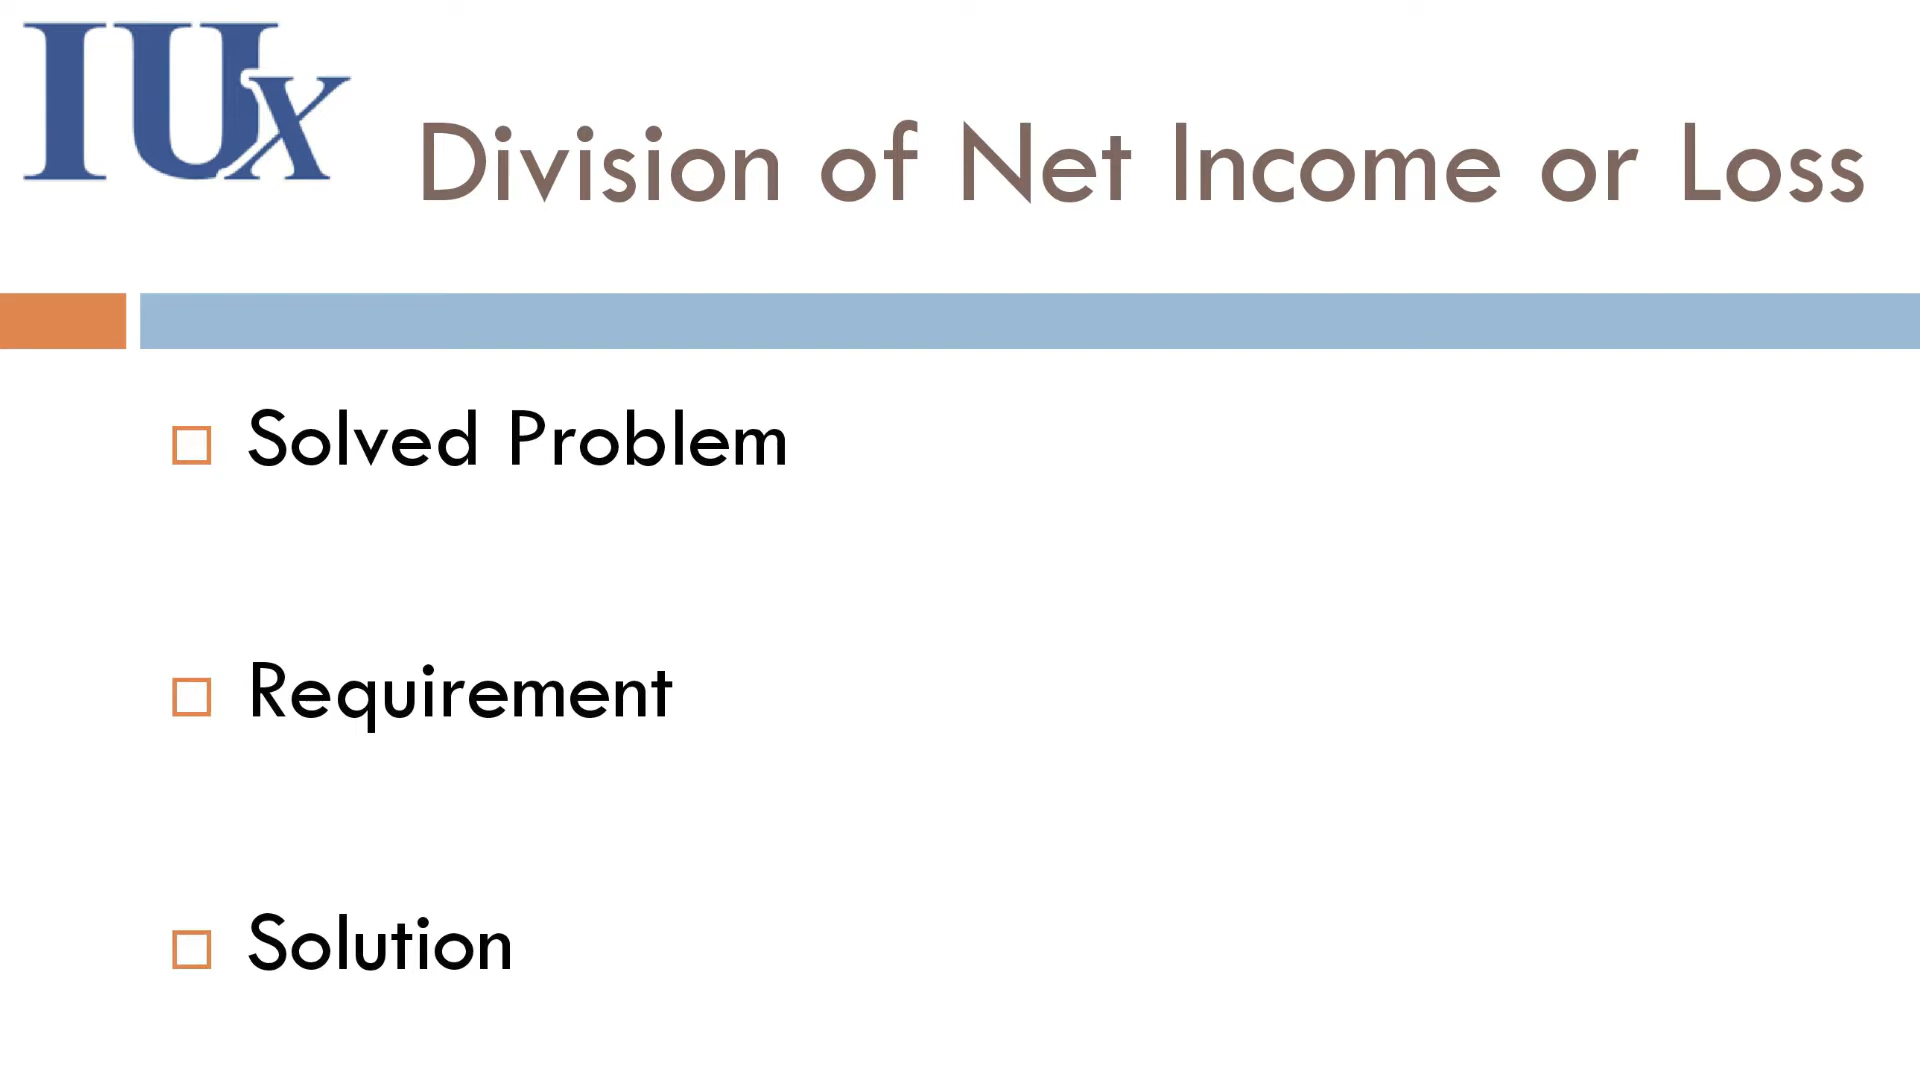 IUx
Division of Net Income or Loss
Solved Problem
Requirement
Solution